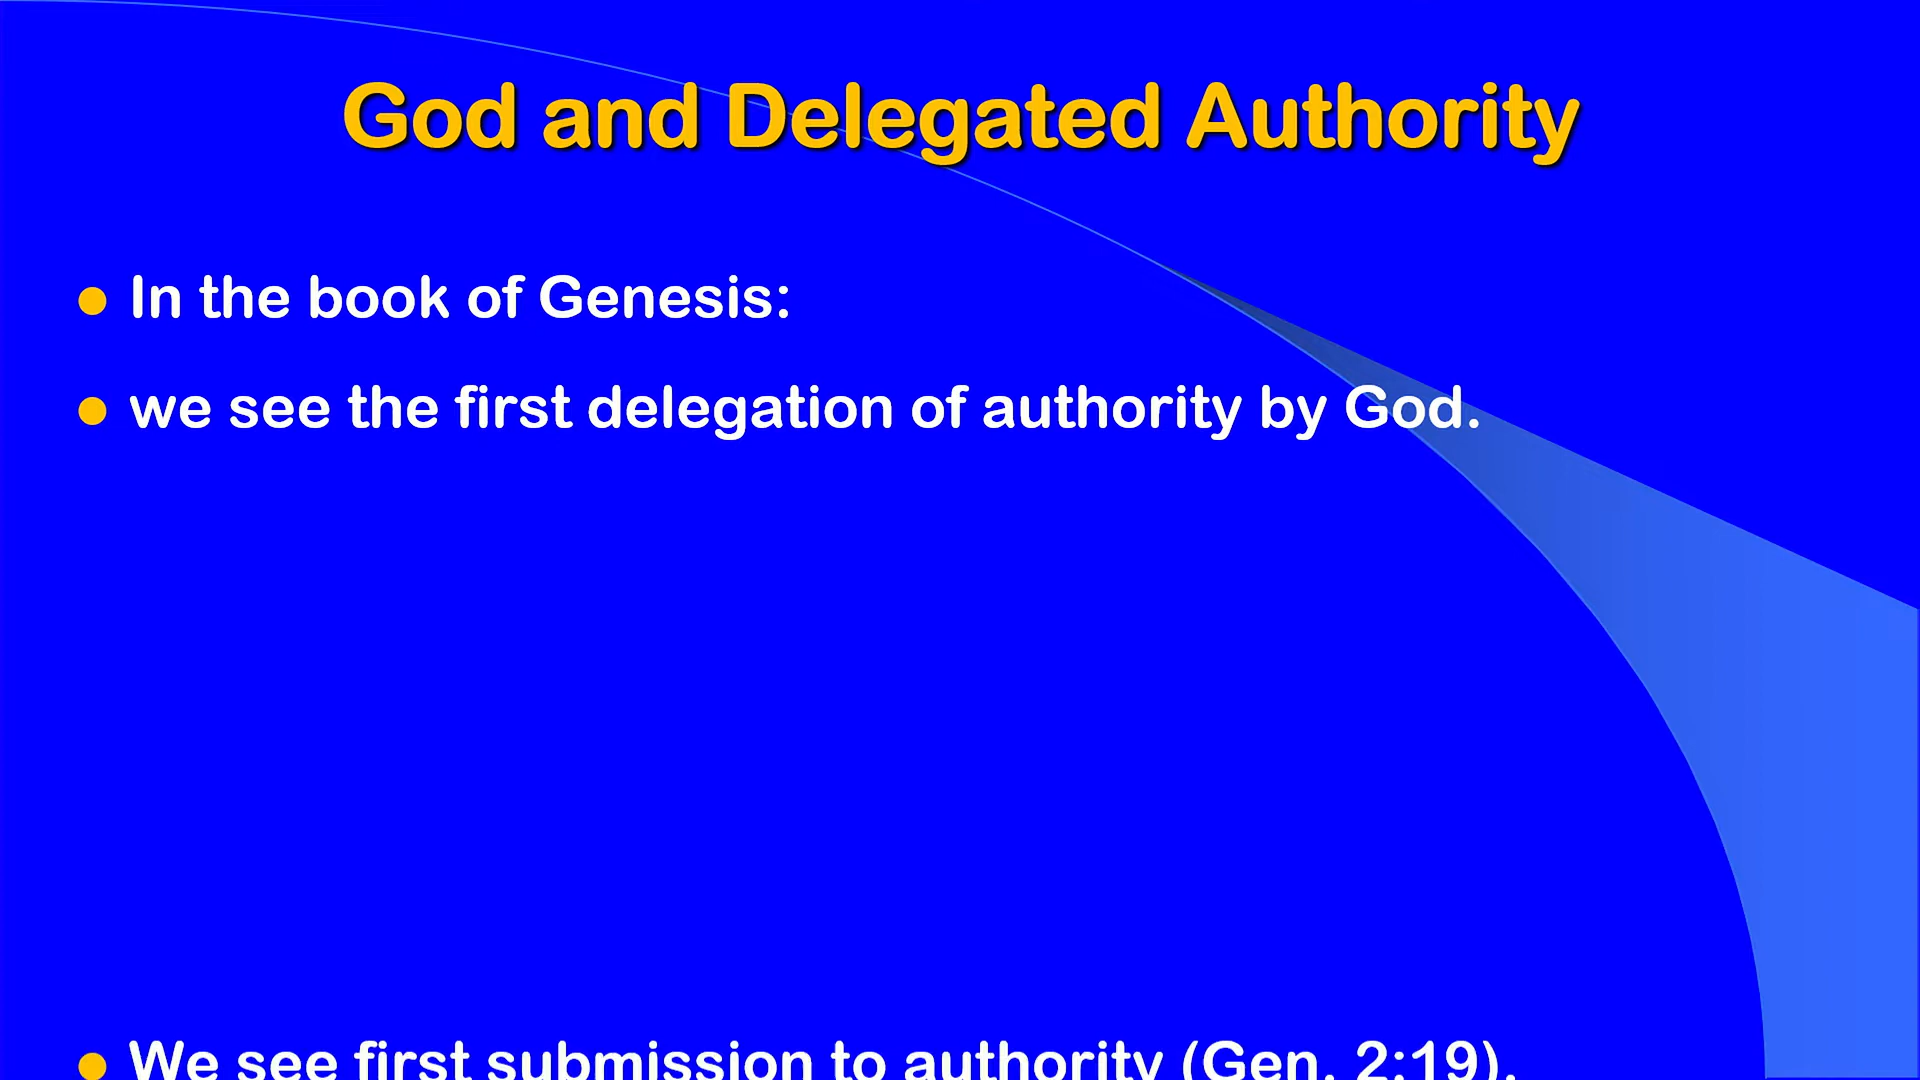 God and Delegated Authority
In the book of Genesis:
we see the first delegation of authority by God.
We see first submission to authority (Gen. 2:19).